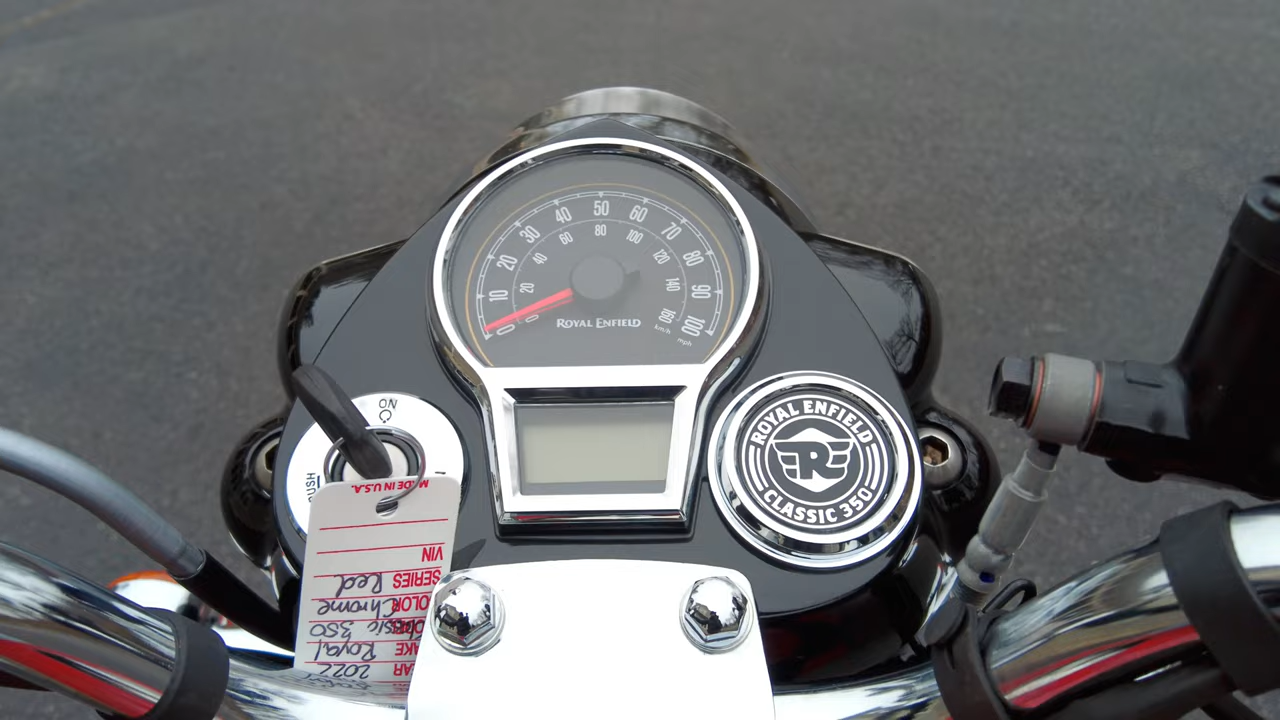 50
40 60
30 70
20 80
10 90
0 100
80
60 100
40 120
20 140
0 160
km/h
mph
ROYAL ENFIELD
ON
PUSH
ROYAL ENFIELD
R
CLASSIC 350
MADE IN U.S.A.
VIN
SERIES Red
COLOR Chrome
Classic 350
MAKE Royal
YEAR 2022